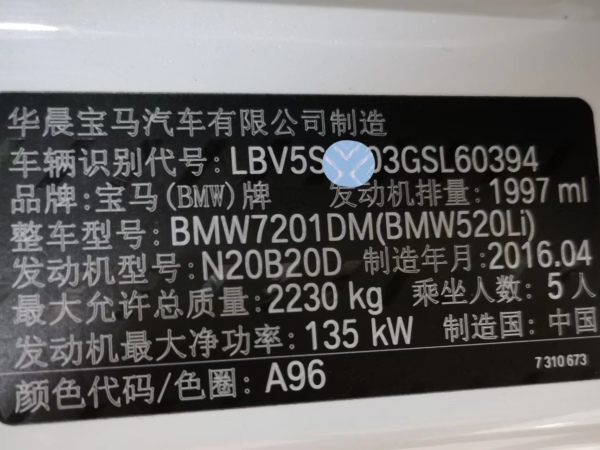 华晨宝马汽车有限公司制造
车辆识别代号: LBV5S 03GSL60394
品牌: 宝马(BMW)牌 发动机排量: 1997 ml
整车型号: BMW7201DM(BMW520Li)
发动机型号: N20B20D 制造年月: 2016.04
最大允许总质量: 2230 kg 乘坐人数: 5 人
发动机最大净功率: 135 kW 制造国: 中国
7 310 673
颜色代码/色圈: A96